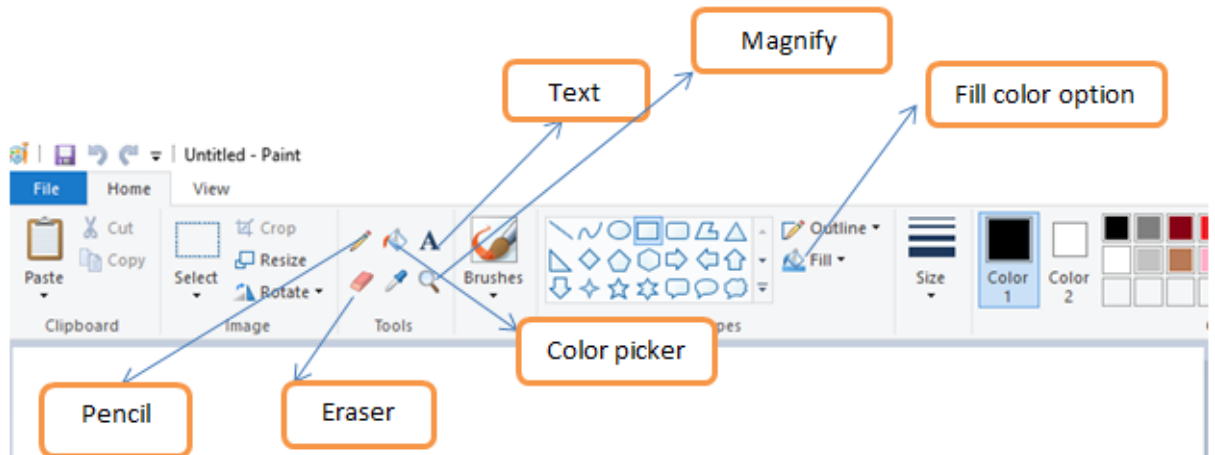 Magnify
Text
Fill color option
Untitled - Paint
File Home View
Cut Crop Outline
Copy Resize Fill
Paste Select Rotate Brushes Size Color 1 Color 2
Clipboard Image Tools
Color picker
Pencil Eraser